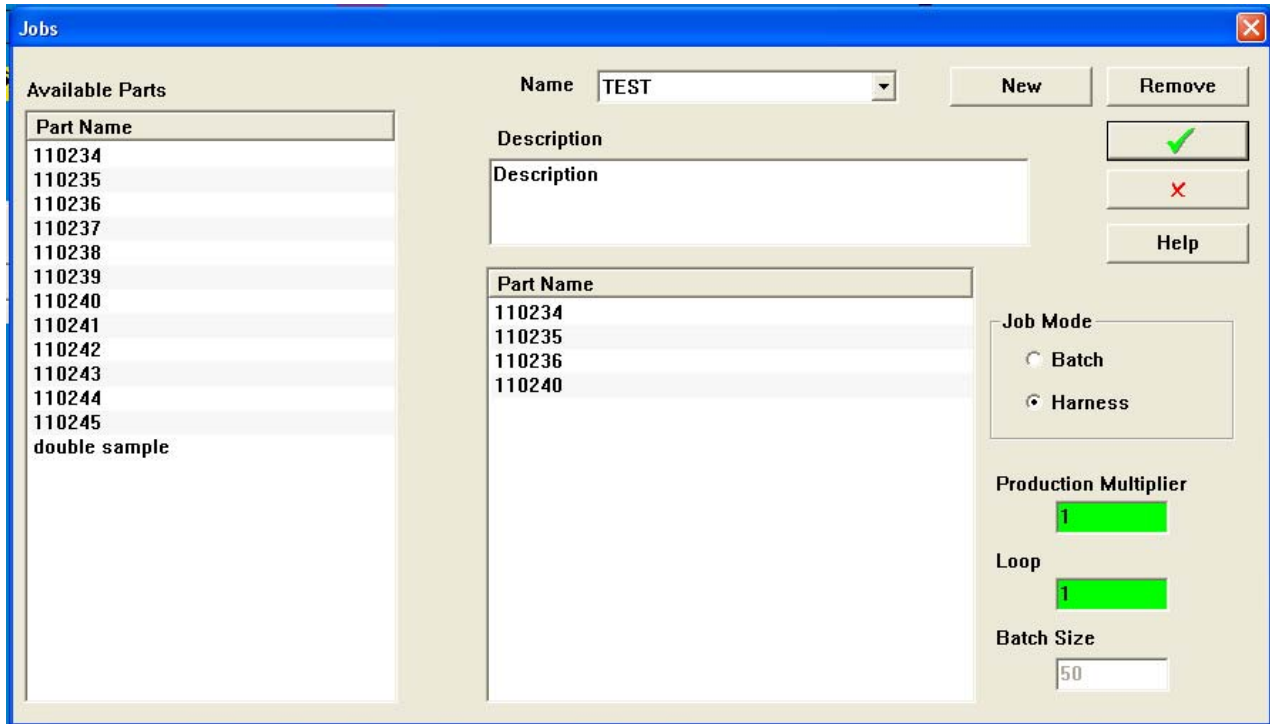 Jobs
Available Parts
Part Name
110234
110235
110236
110237
110238
110239
110240
110241
110242
110243
110244
110245
double sample
Name TEST
New
Remove
Description
Description
Help
Part Name
110234
110235
110236
110240
Job Mode
Batch
Harness
Production Multiplier
1
Loop
1
Batch Size
50